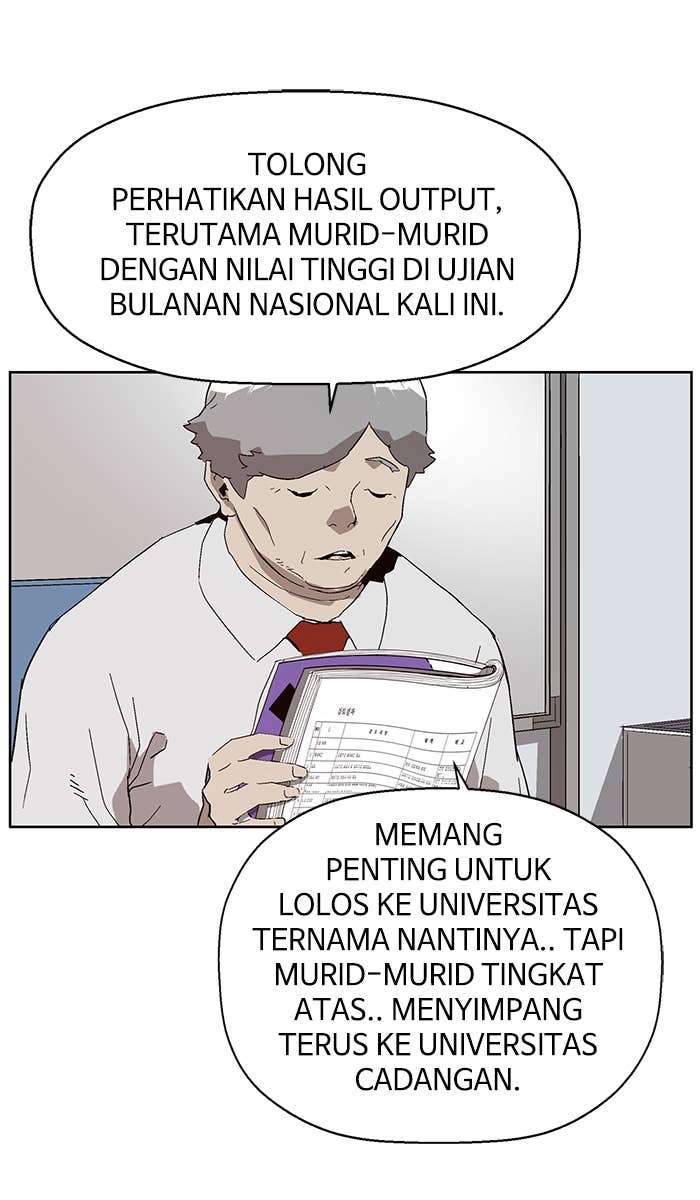 TOLONG
PERHATIKAN HASIL OUTPUT,
TERUTAMA MURID-MURID
DENGAN NILAI TINGGI DI UJIAN
BULANAN NASIONAL KALI INI.
MEMANG
PENTING UNTUK
LOLOS KE UNIVERSITAS
TERNAMA NANTINYA.. TAPI
MURID-MURID TINGKAT
ATAS.. MENYIMPANG
TERUS KE UNIVERSITAS
CADANGAN.